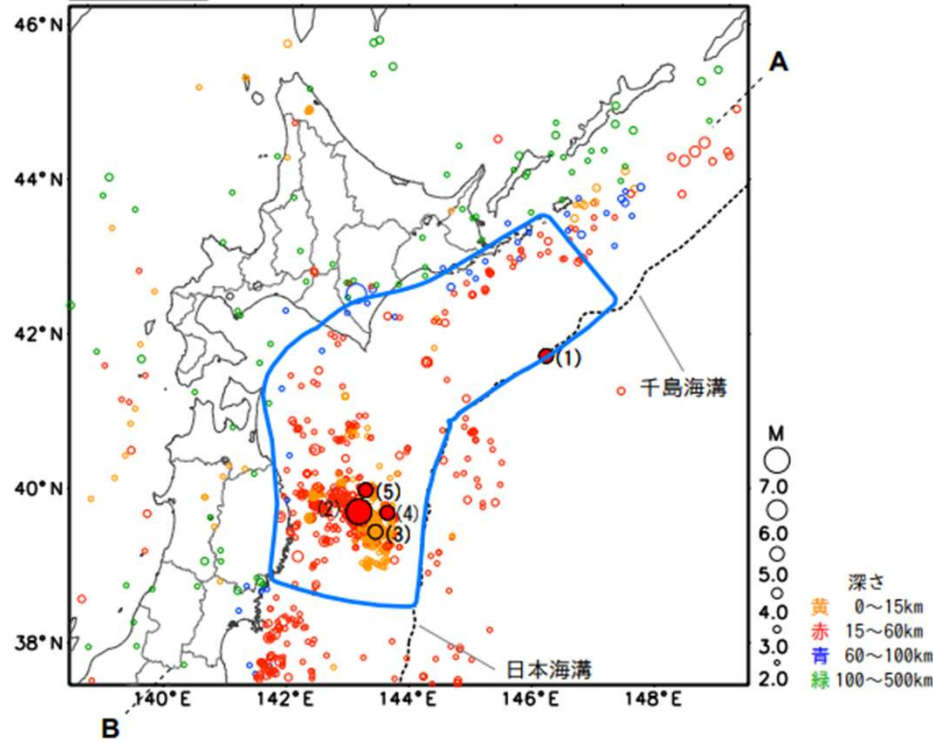 46°N
A
44°N
42°N
(1)
千島海溝
M
7.0
6.0
5.0
4.0
3.0
2.0
40°N
(5)
(2)
(4)
(3)
深さ
黄 0～15km
赤 15～60km
青 60～100km
緑 100～500km
38°N
日本海溝
140°E
142°E
144°E
146°E
148°E
B